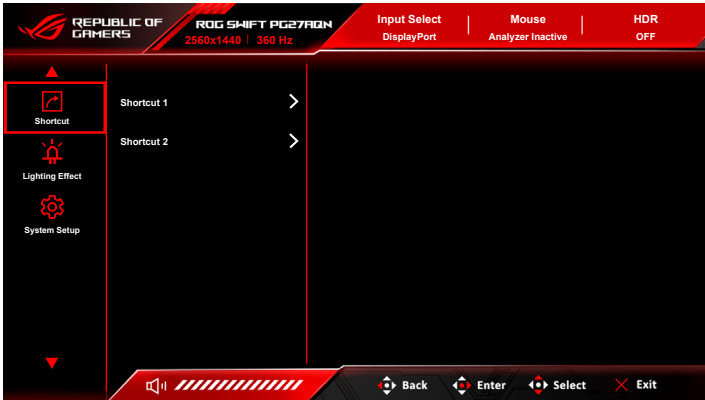 REPUBLIC OF
GAMERS
ROG SWIFT PG27AQN
2560x1440 | 360 Hz
Input Select
DisplayPort
Mouse
Analyzer Inactive
HDR
OFF
Shortcut
Lighting Effect
System Setup
Shortcut 1
Shortcut 2
Back
Enter
Select
Exit